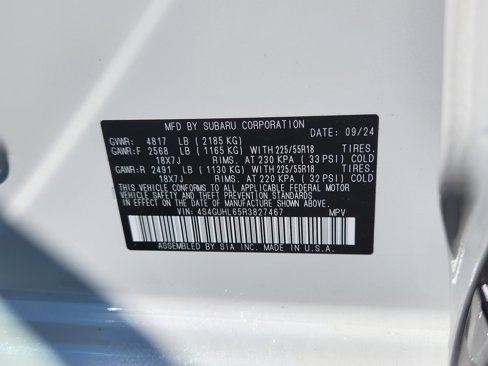 MFD BY SUBARU CORPORATION
DATE: 09/24
GVWR: 4817 LB (2185 KG)
GAWR:F 2568 LB (1165 KG) WITH 225/55R18 TIRES.
18X7J RIMS. AT 230 KPA (33 PSI) COLD
GAWR:R 2491 LB (1130 KG) WITH 225/55R18 TIRES.
18X7J RIMS. AT 220 KPA (32 PSI) COLD
THIS VEHICLE CONFORMS TO ALL APPLICABLE FEDERAL MOTOR
VEHICLE SAFETY AND THEFT PREVENTION STANDARDS
IN EFFECT ON THE DATE OF MANUFACTURE SHOWN ABOVE.
VIN: 4S4GUHL65R3827467 MPV
ASSEMBLED BY SIA INC. MADE IN U.S.A.